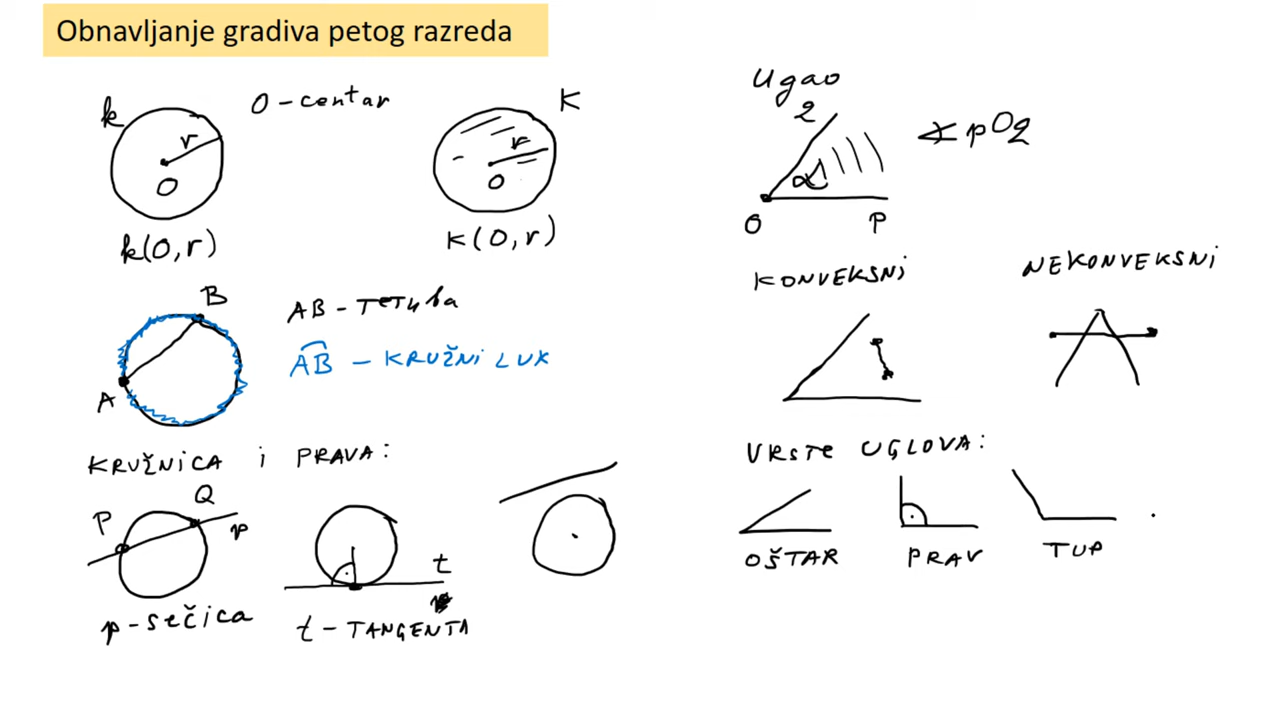 Obnavljanje gradiva petog razreda
k
O - centar
r
O
k(O, r)
K
r
O
K(O, r)
B
A
AB - TETIVA
AB - KRUŽNI LUK
KRUŽNICA i PRAVA:
P
Q
p
p - sečica
t
t - TANGENTA
Ugao
q
α
O
p
∢ pOq
KONVEKSNI
NEKONVEKSNI
VRSTE UGLOVA:
OŠTAR
PRAV
TUP